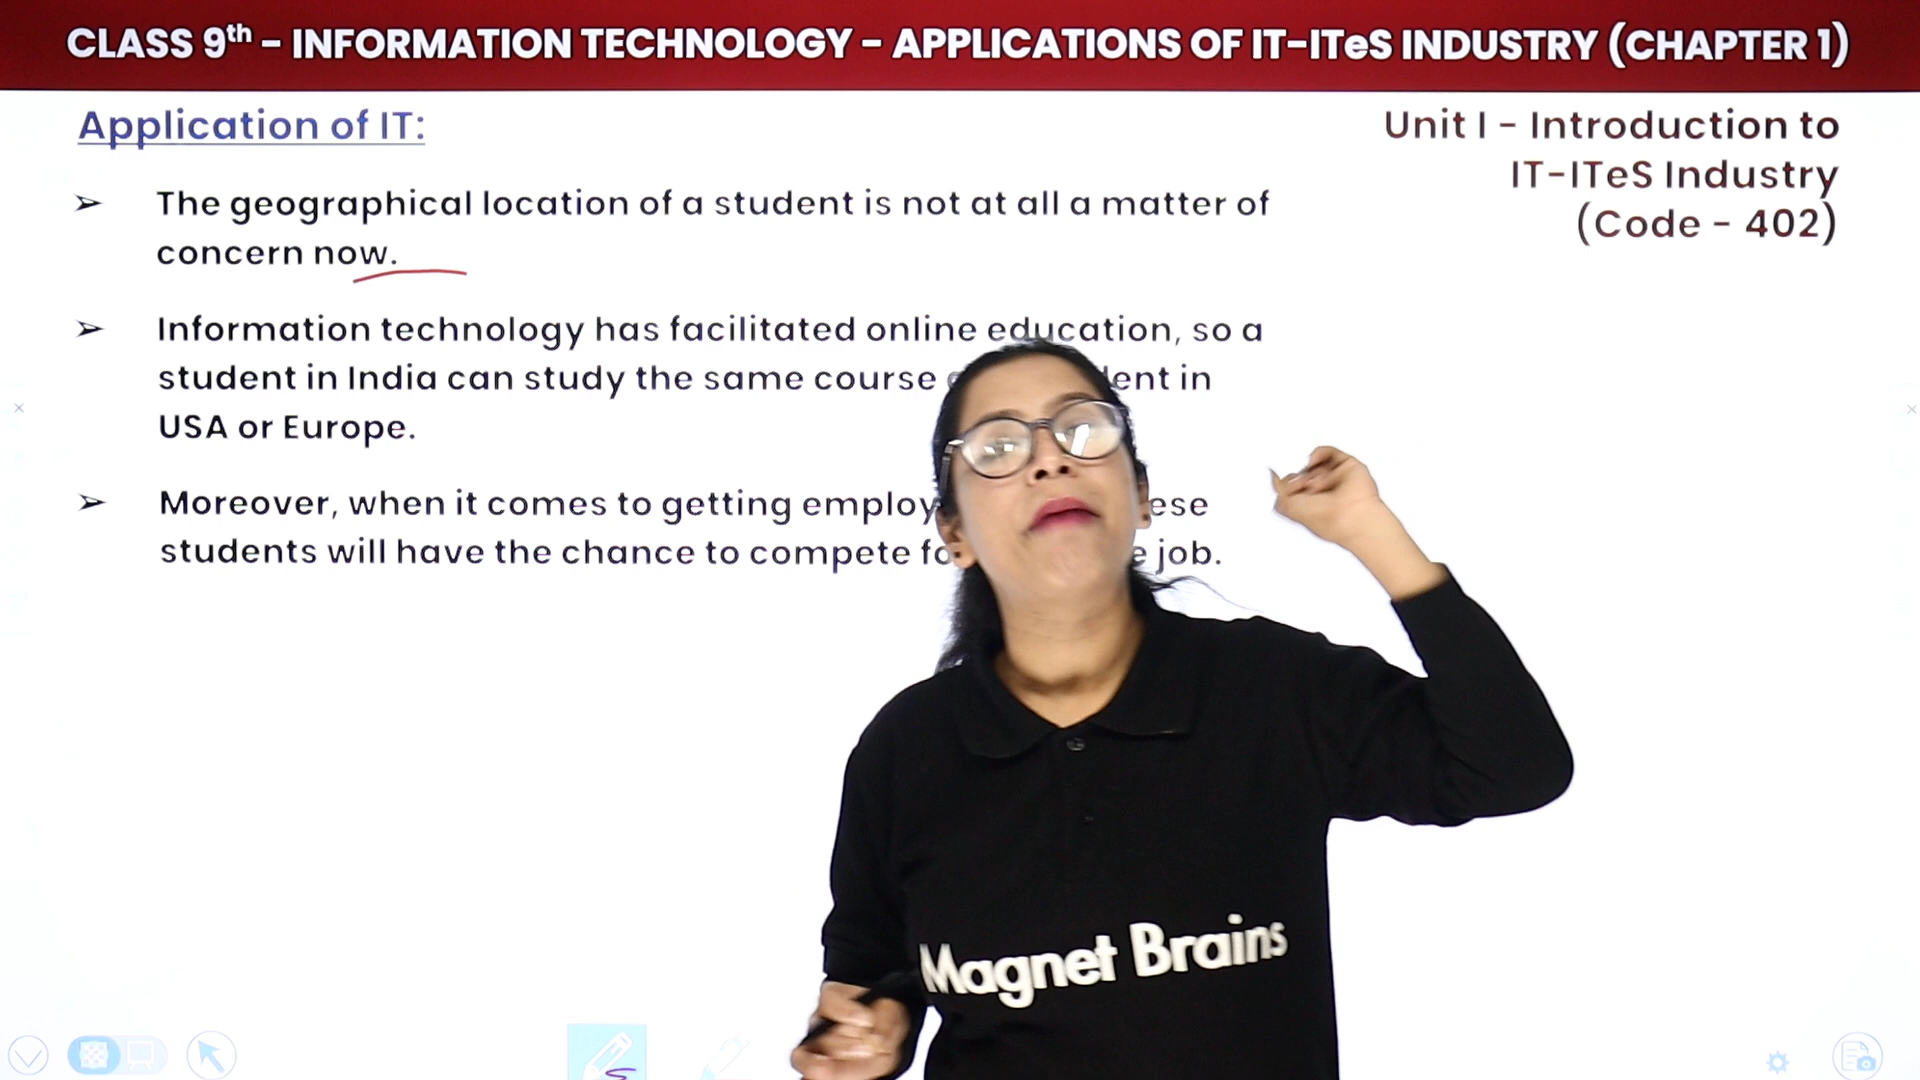 CLASS 9th – INFORMATION TECHNOLOGY – APPLICATIONS OF IT-ITeS INDUSTRY (CHAPTER 1)
Application of IT:
Unit I – Introduction to
IT-ITeS Industry
(Code – 402)
➢ The geographical location of a student is not at all a matter of
concern now.
➢ Information technology has facilitated online education, so a
student in India can study the same course in
USA or Europe.
➢ Moreover, when it comes to getting
students will have the chance to compete job.
Magnet Brains